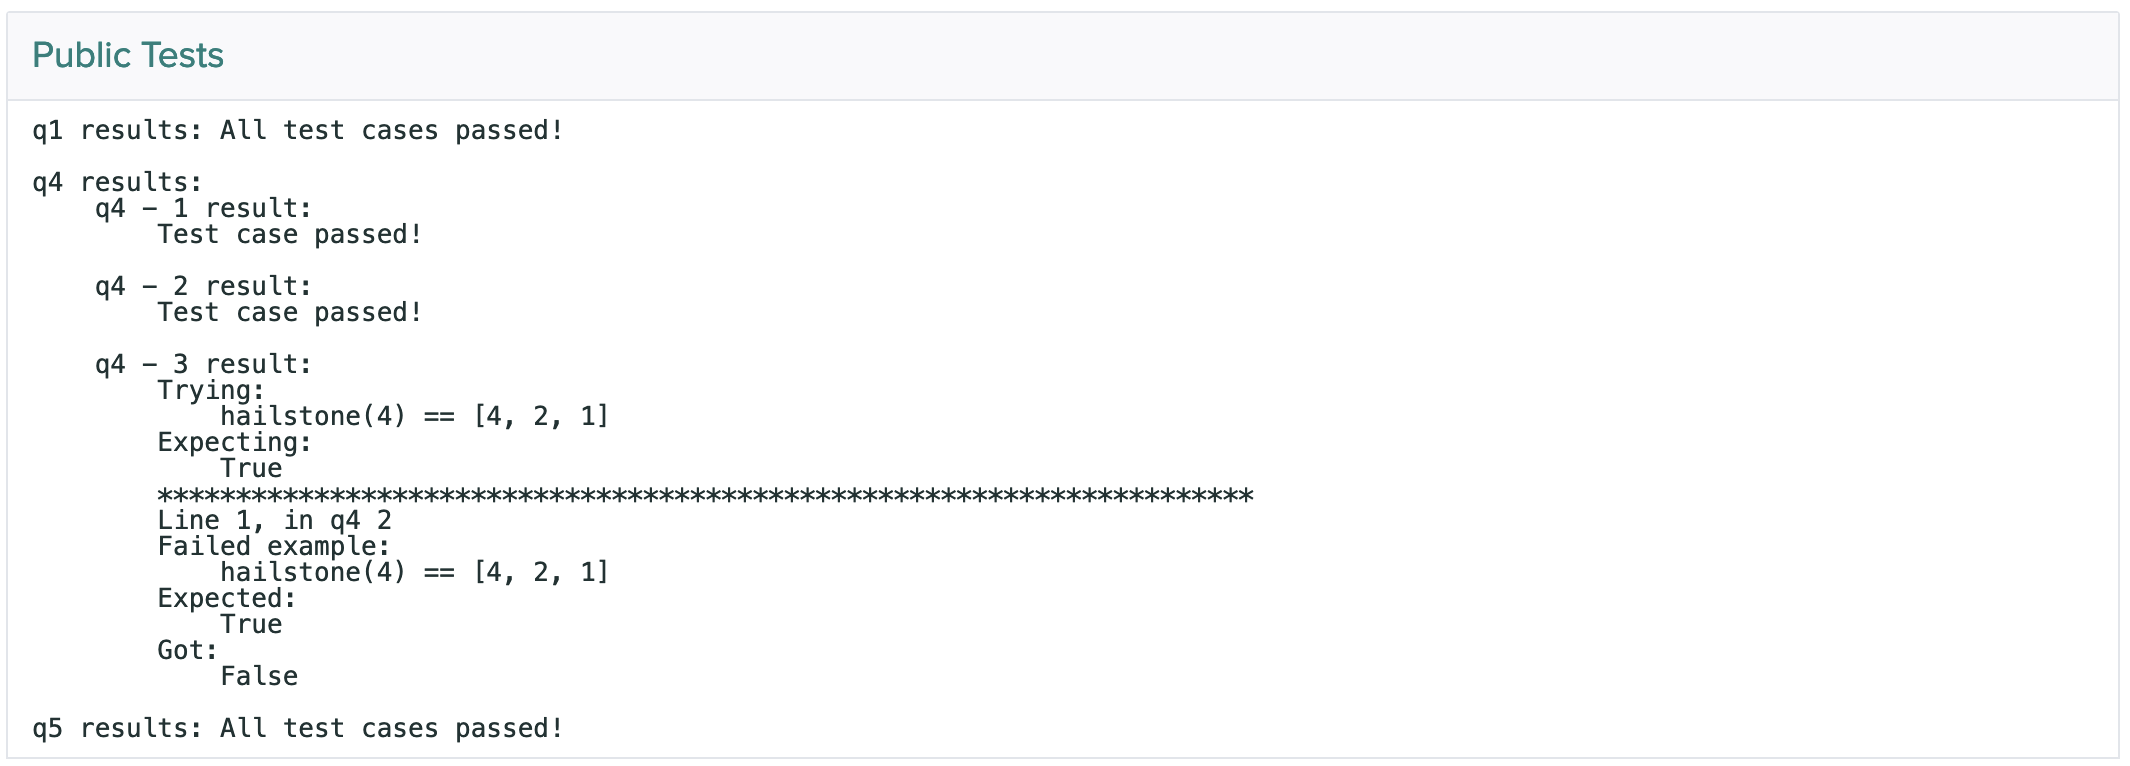 Public Tests
q1 results: All test cases passed!
q4 results:
q4 - 1 result:
Test case passed!
q4 - 2 result:
Test case passed!
q4 - 3 result:
Trying:
hailstone(4) == [4, 2, 1]
Expecting:
True
**********************************************************************
Line 1, in q4 2
Failed example:
hailstone(4) == [4, 2, 1]
Expected:
True
Got:
False
q5 results: All test cases passed!